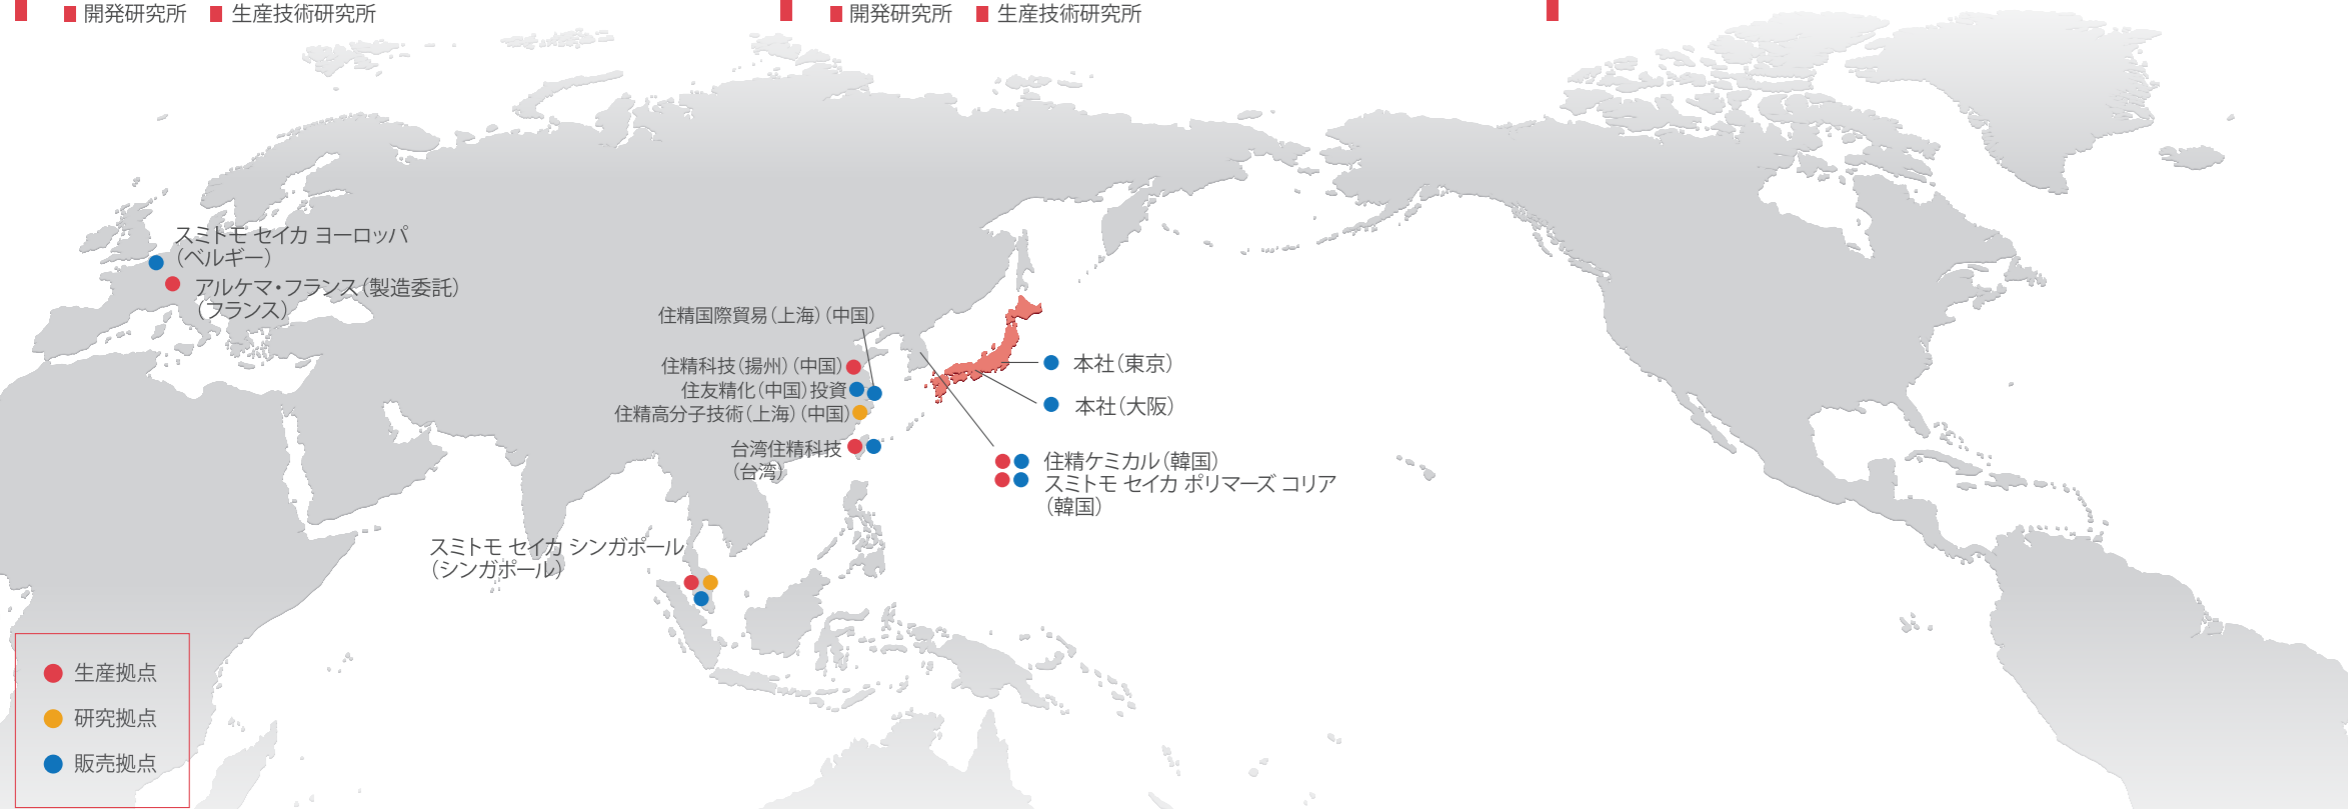 開発研究所 生産技術研究所 開発研究所 生産技術研究所
スミトモ セイカ ヨーロッパ
（ベルギー）
アルケマ・フランス（製造委託）
（フランス）
住精国際貿易（上海）（中国）
住精科技（揚州）（中国）
住友精化（中国）投資
住精高分子技術（上海）（中国）
台湾住精科技
（台湾）
本社（東京）
本社（大阪）
住精ケミカル（韓国）
スミトモ セイカ ポリマーズ コリア
（韓国）
スミトモ セイカ シンガポール
（シンガポール）
生産拠点
研究拠点
販売拠点